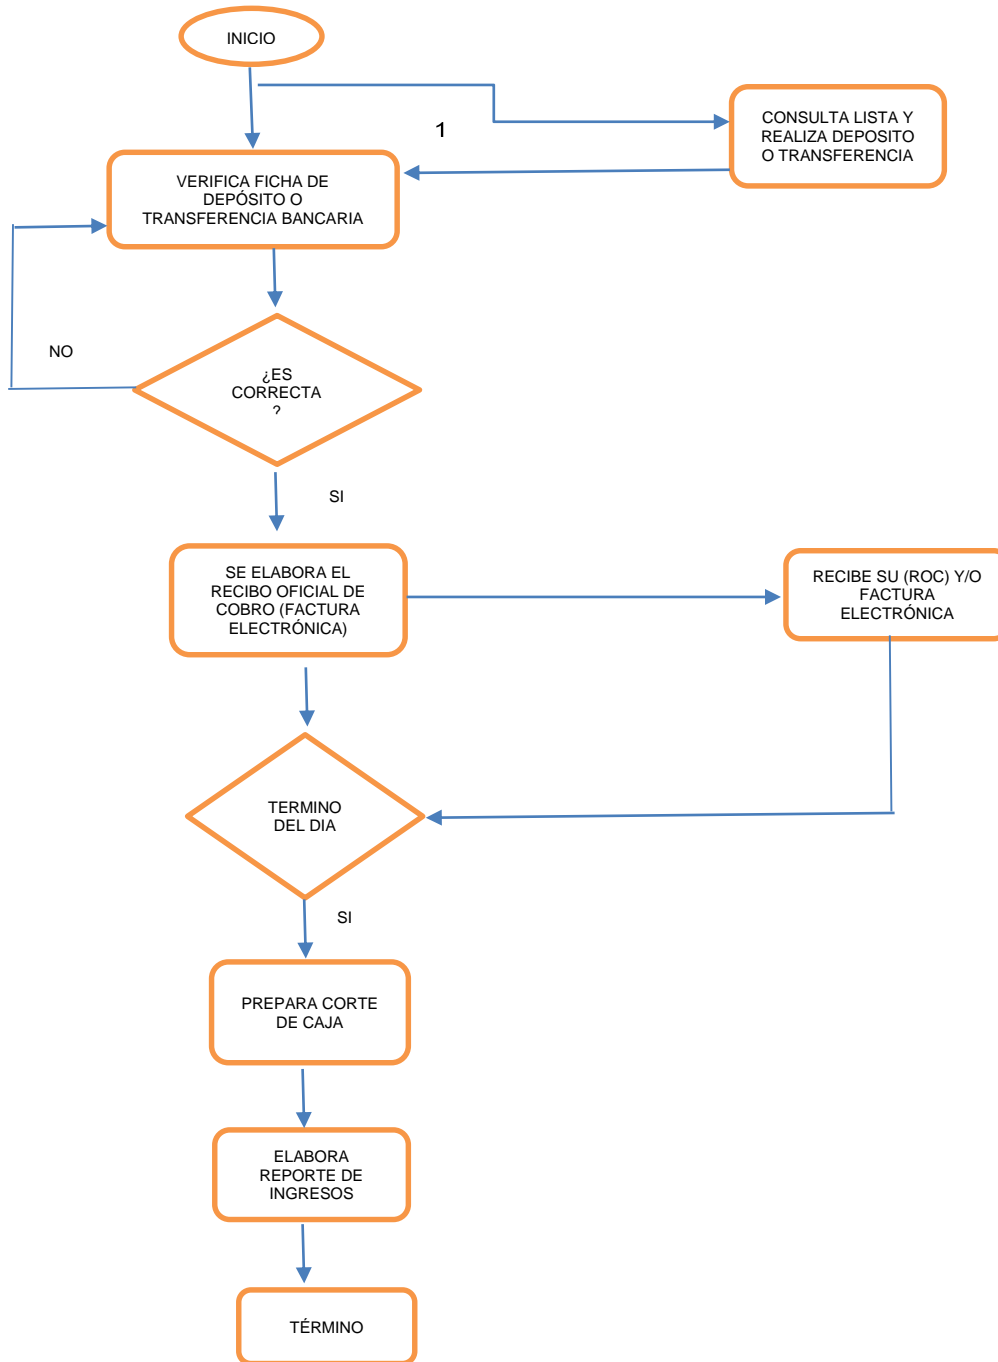 INICIO
1
CONSULTA LISTA Y
REALIZA DEPOSITO
O TRANSFERENCIA
VERIFICA FICHA DE
DEPÓSITO O
TRANSFERENCIA BANCARIA
NO
¿ES
CORRECTA
?
SI
SE ELABORA EL
RECIBO OFICIAL DE
COBRO (FACTURA
ELECTRÓNICA)
RECIBE SU (ROC) Y/O
FACTURA
ELECTRÓNICA
TERMINO
DEL DIA
SI
PREPARA CORTE
DE CAJA
ELABORA
REPORTE DE
INGRESOS
TÉRMINO